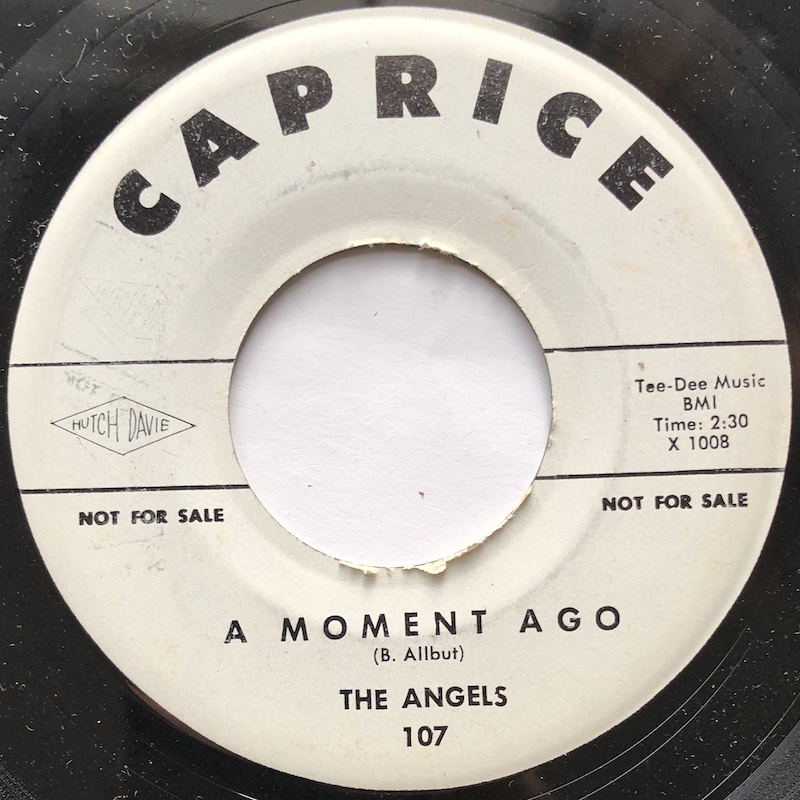 CAPRICE
HUTCH DAVIE
Tee-Dee Music
BMI
Time: 2:30
X 1008
NOT FOR SALE
NOT FOR SALE
A MOMENT AGO
(B. Allbut)
THE ANGELS
107